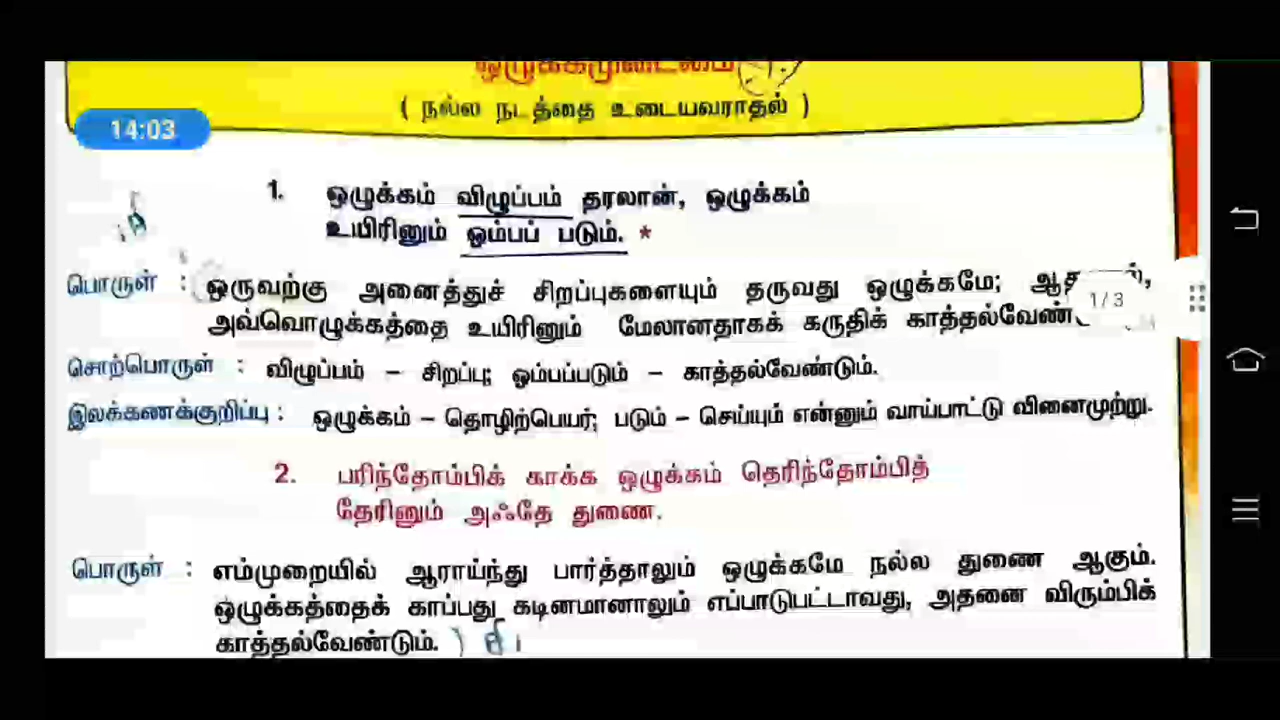 ஒழுக்கமுடைமை
( நல்ல நடத்தை உடையவராதல் )
14:03
1. ஒழுக்கம் விழுப்பம் தரலான், ஒழுக்கம்
உயிரினும் ஓம்பப் படும். *
பொருள் : ஒருவற்கு அனைத்துச் சிறப்புகளையும் தருவது ஒழுக்கமே;
1/3
அவ்வொழுக்கத்தை உயிரினும் மேலானதாகக் கருதிக்
சொற்பொருள் : விழுப்பம் – சிறப்பு; ஓம்பப்படும் – காத்தல்வேண்டும்.
இலக்கணக்குறிப்பு : ஒழுக்கம் – தொழிற்பெயர்; படும் – செய்யும் என்னும் வாய்பாட்டு வினைமுற்று.
2. பரிந்தோம்பிக் காக்க ஒழுக்கம் தெரிந்தோம்பித்
தேரினும் அஃதே துணை.
பொருள் : எம்முறையில் ஆராய்ந்து பார்த்தாலும் ஒழுக்கமே நல்ல துணை ஆகும்.
ஒழுக்கத்தைக் காப்பது கடினமானாலும் எப்பாடுபட்டாவது, அதனை விரும்பிக்
காத்தல்வேண்டும்.